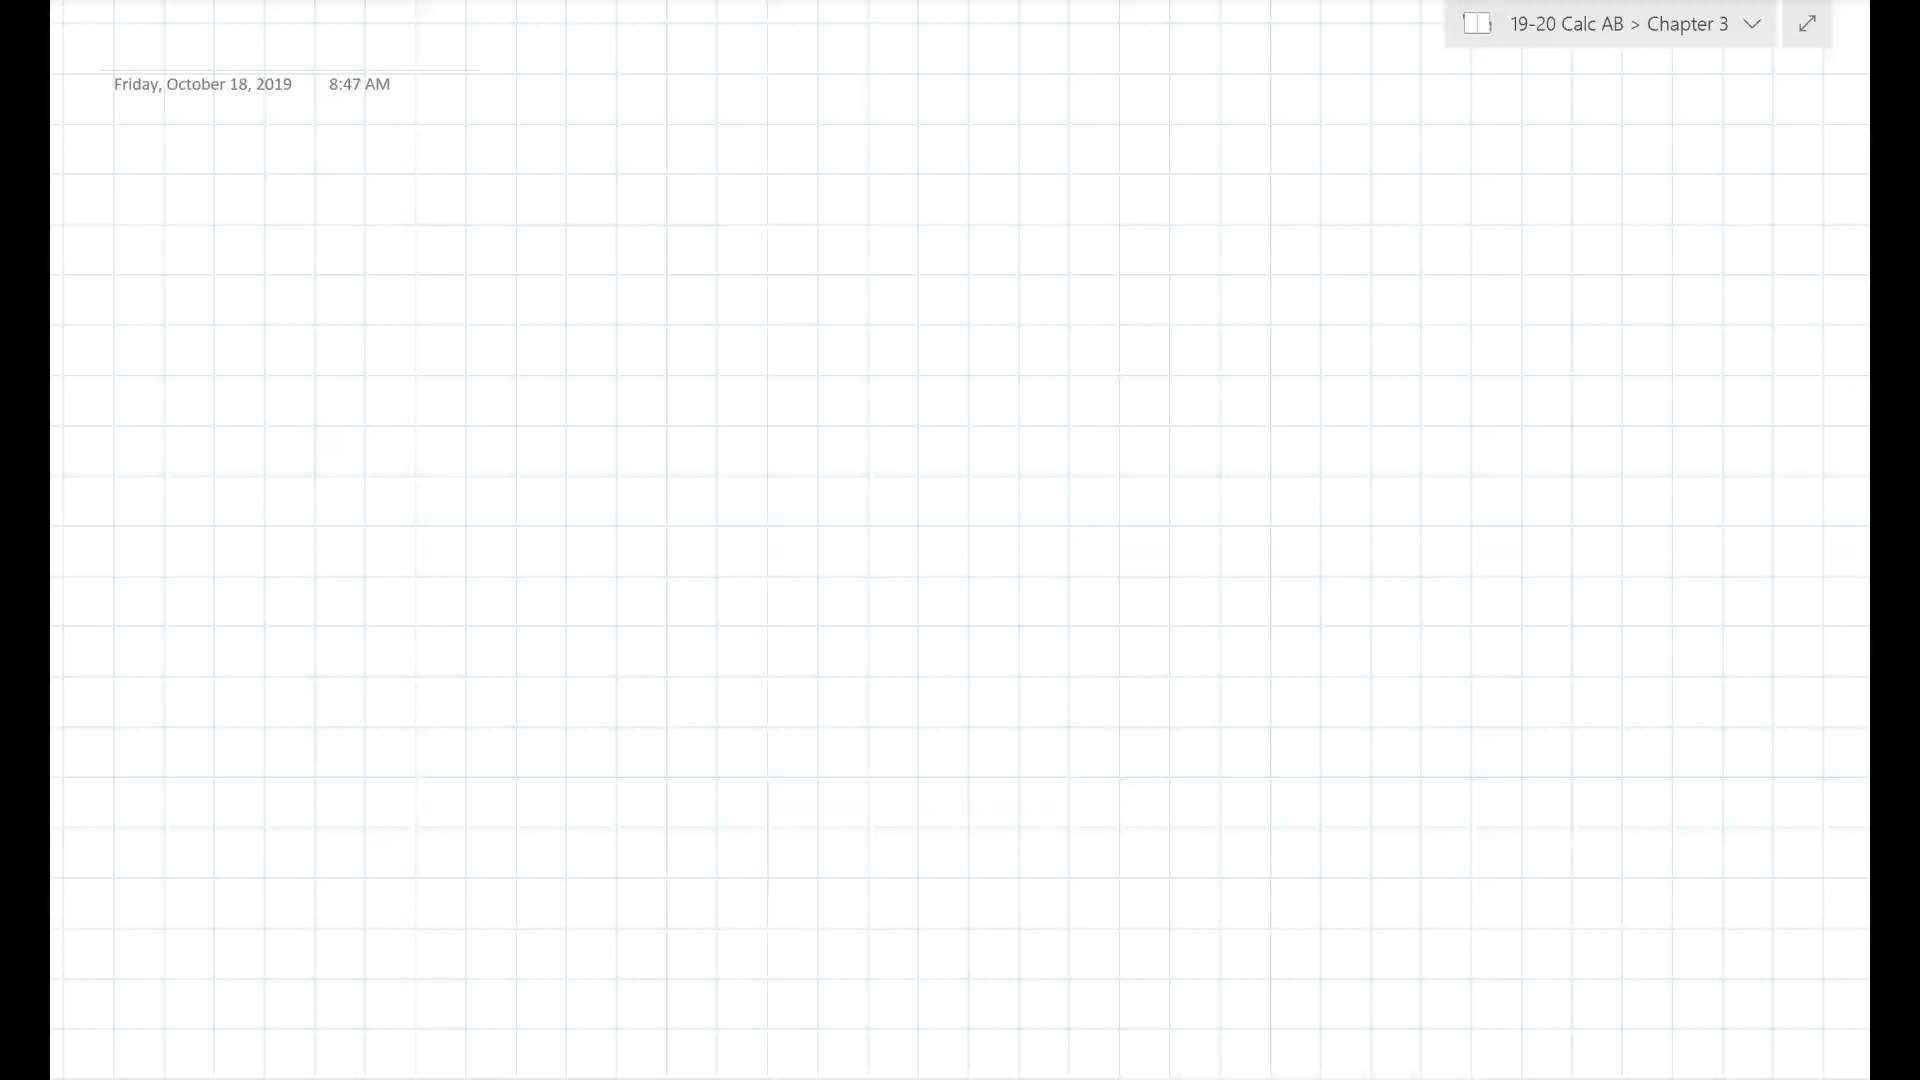 19-20 Calc AB > Chapter 3
Friday, October 18, 2019 8:47 AM